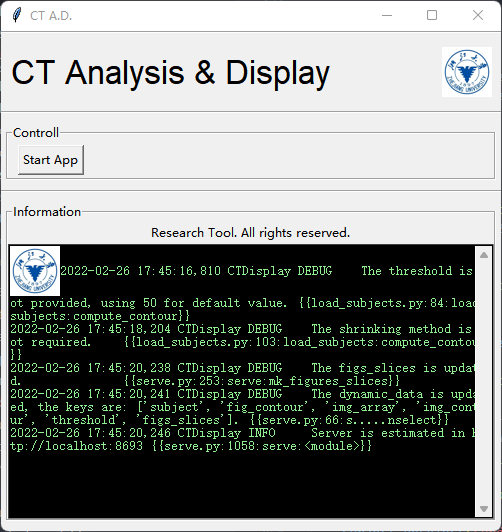 CT A.D.
CT Analysis & Display
ZHEJIANG UNIVERSITY
Controll
Start App
Information
Research Tool. All rights reserved.
2022-02-26 17:45:16,810 CTDisplay DEBUG    The threshold is
ot provided, using 50 for default value. {{load_subjects.py:84:load
subjects:compute_contour}}
2022-02-26 17:45:18,204 CTDisplay DEBUG    The shrinking method is
ot required.    {{load_subjects.py:103:load_subjects:compute_contou
}}
2022-02-26 17:45:20,238 CTDisplay DEBUG    The figs_slices is updat
d.              {{serve.py:253:serve:mk_figures_slices}}
2022-02-26 17:45:20,241 CTDisplay DEBUG    The dynamic_data is upda
ed, the keys are: ['subject', 'fig_contour', 'img_array', 'img_cont
ur', 'threshold', 'figs_slices']. {{serve.py:66:s.....nselect}}
2022-02-26 17:45:20,246 CTDisplay INFO     Server is estimated in h
tp://localhost:8693 {{serve.py:1058:serve:<module>}}